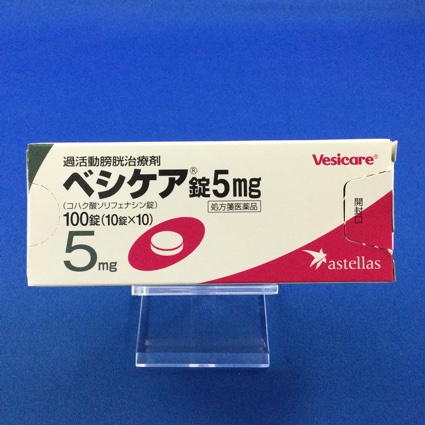 過活動膀胱治療剤
Vesicare®
ベシケア®錠5mg
(コハク酸ソリフェナシン錠)
処方箋医薬品
100錠(10錠×10)
開封口
5mg
astellas